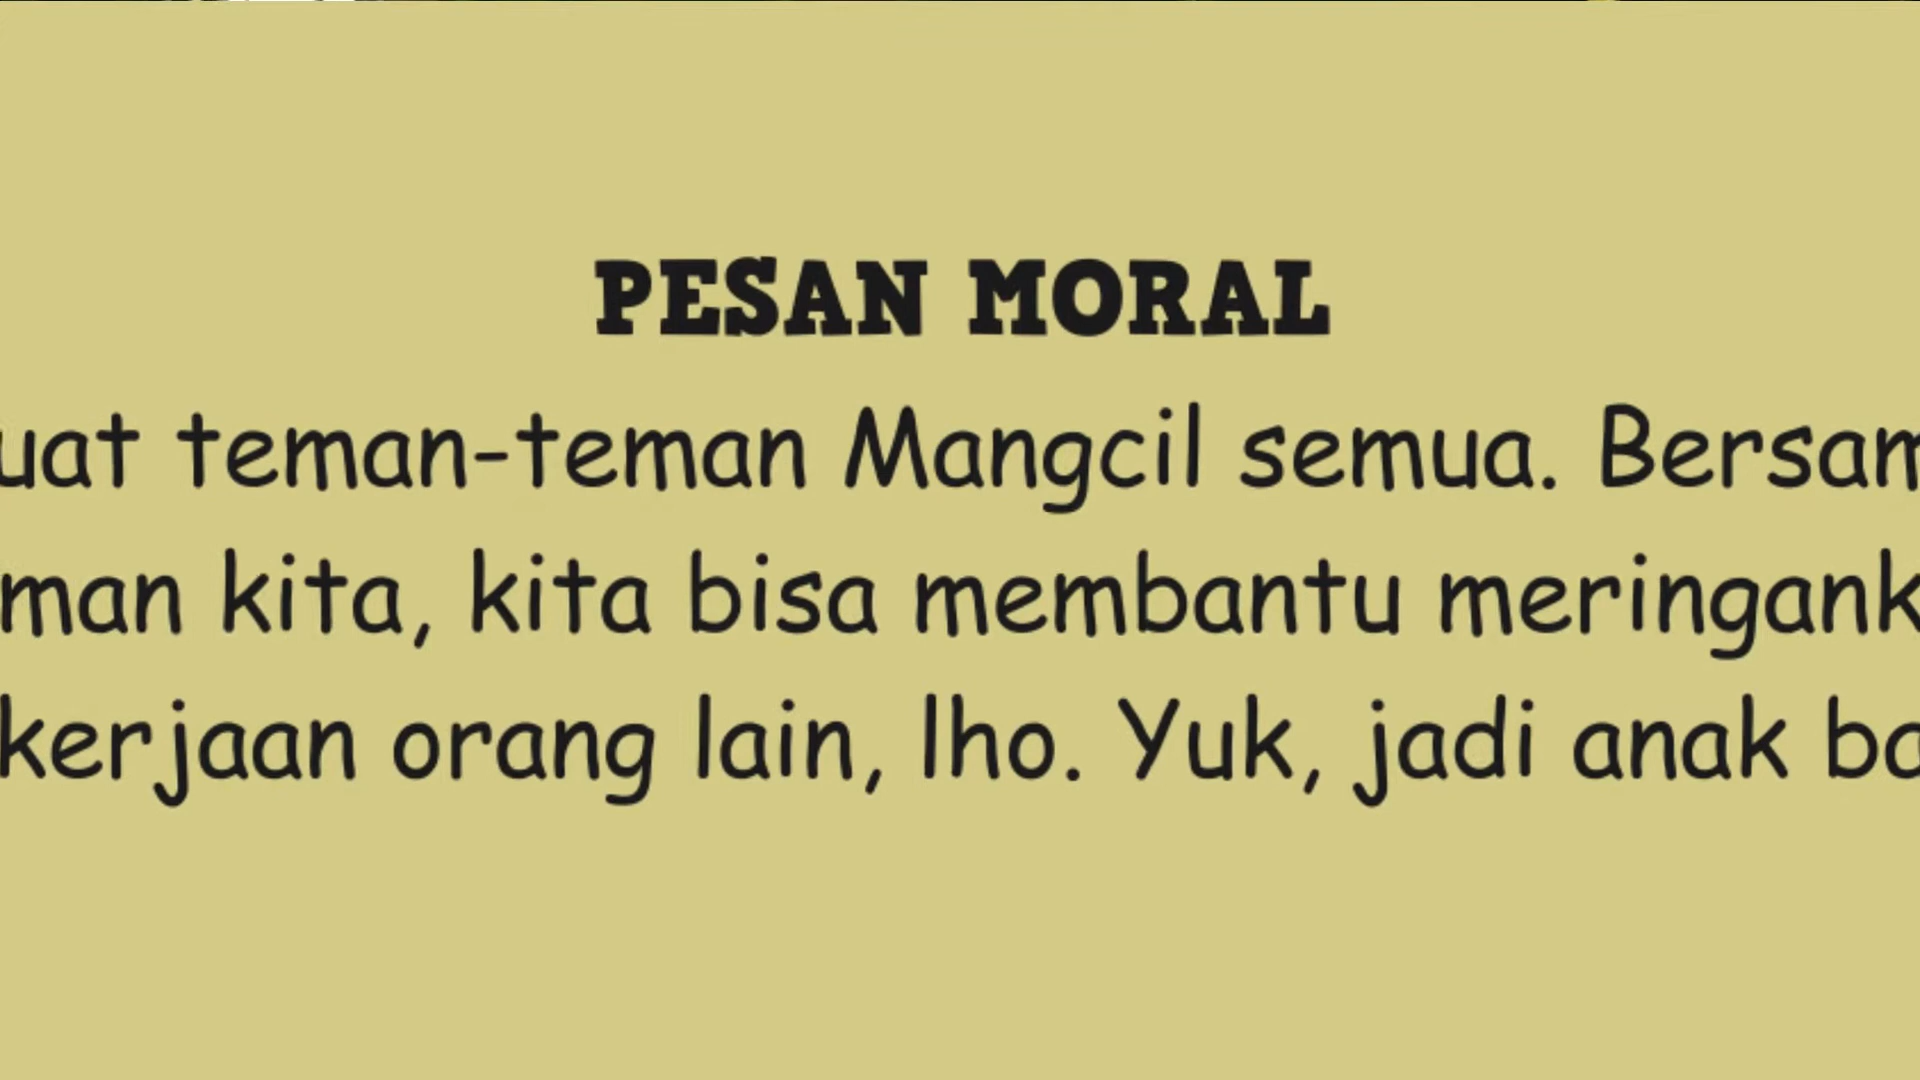 PESAN MORAL
uat teman-teman Mangcil semua. Bersam
man kita, kita bisa membantu meringank
kerjaan orang lain, lho. Yuk, jadi anak ba